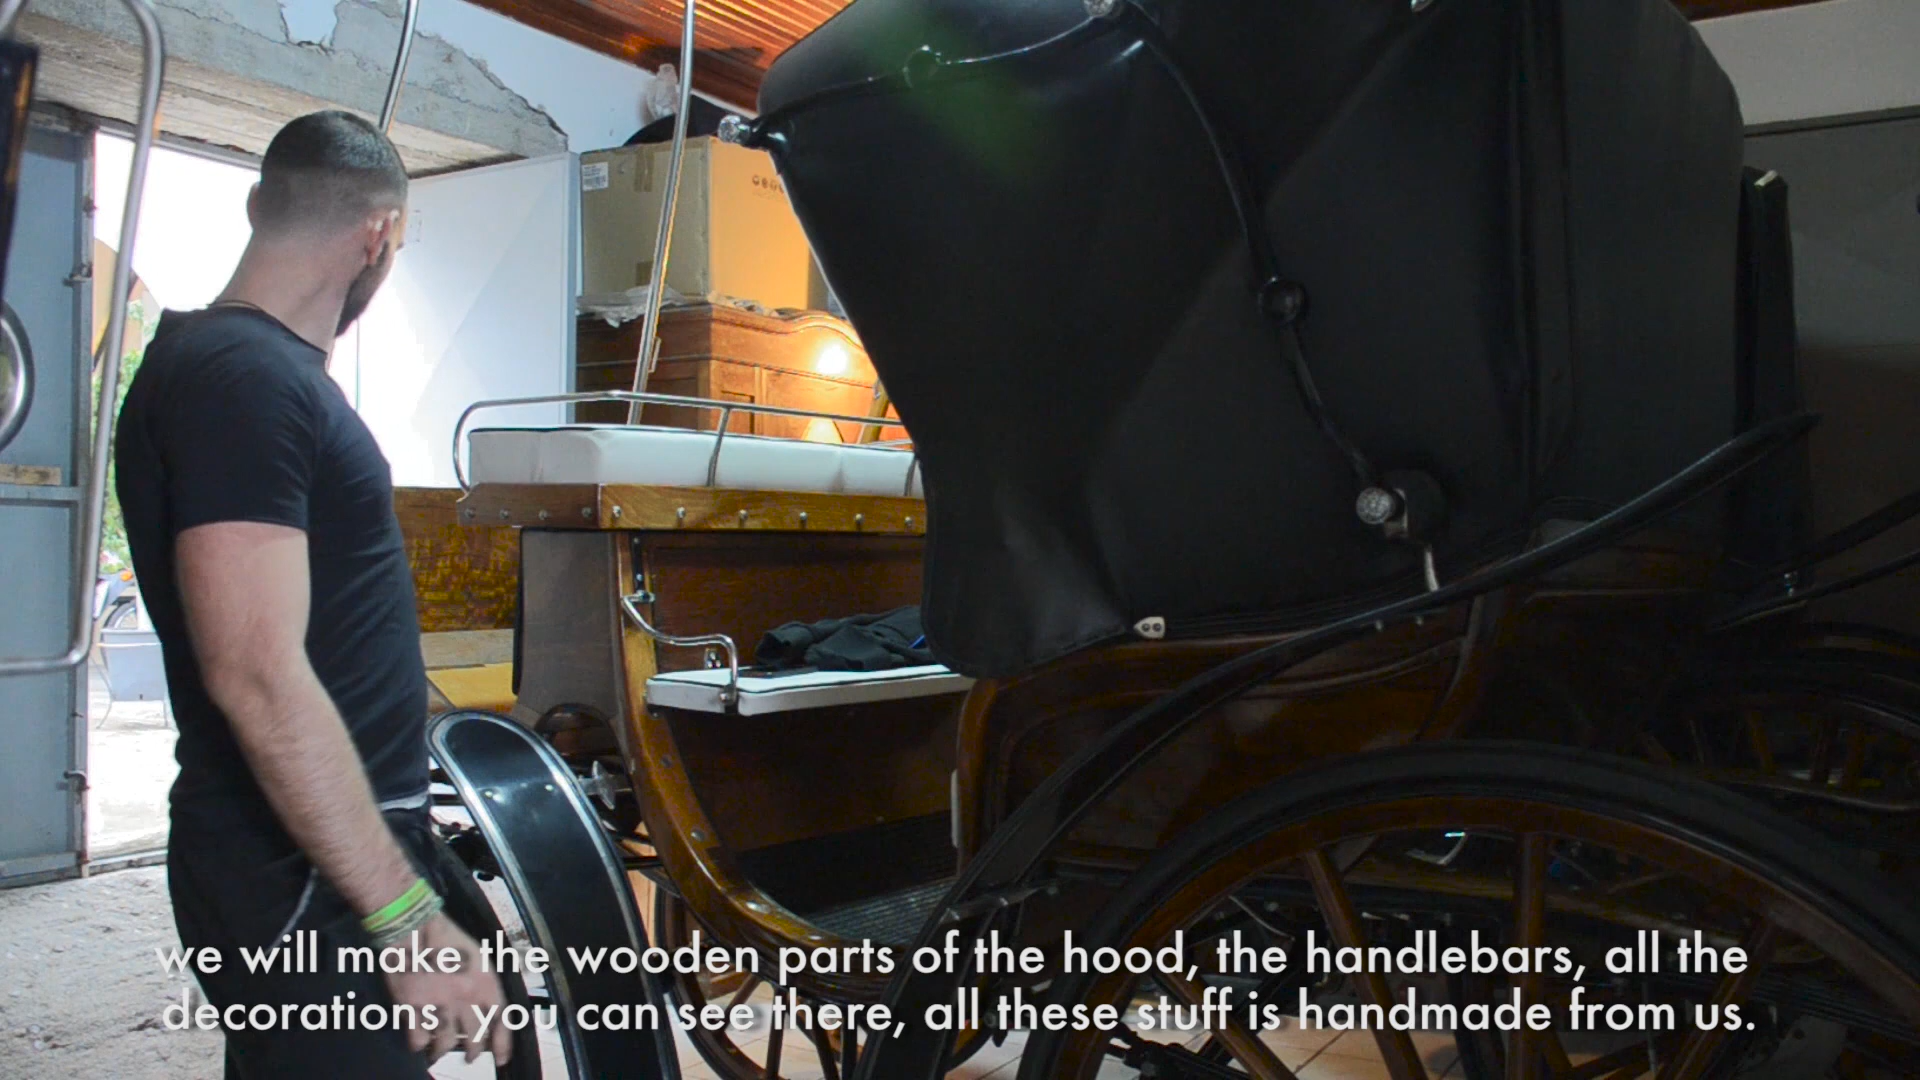 we will make the wooden parts of the hood, the handlebars, all the
decorations  you can see there, all these stuff is handmade from us.